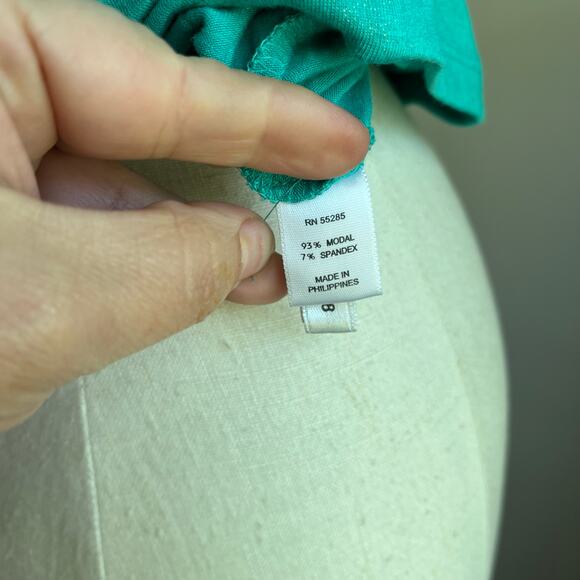 RN 55285
93% MODAL
7% SPANDEX
MADE IN
PHILIPPINES